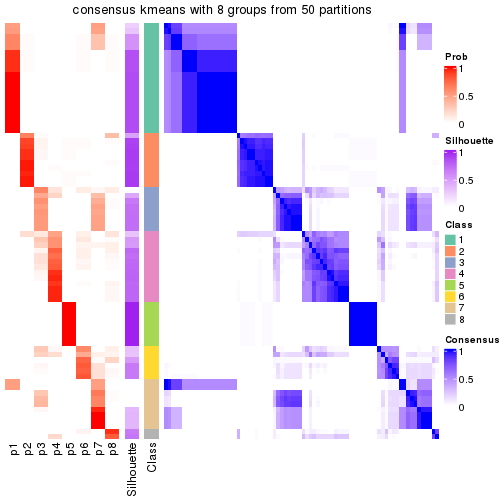 consensus kmeans with 8 groups from 50 partitions
Prob
1
0.5
0
Silhouette
1
0.5
0
Class
1
2
3
4
5
6
7
8
Consensus
1
0.5
0
p1
p2
p3
p4
p5
p6
p7
p8
Silhouette
Class